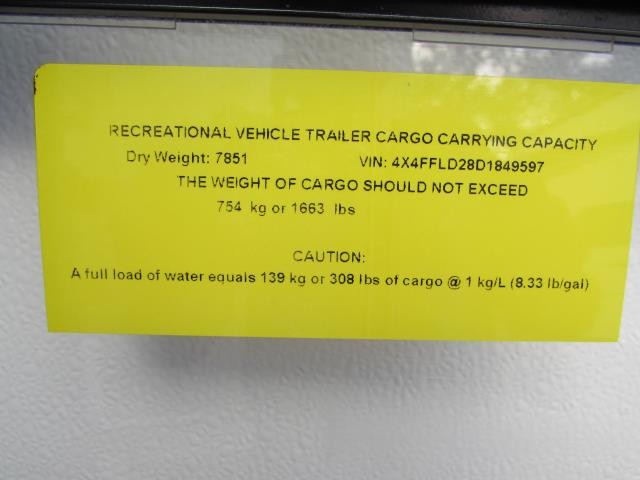 RECREATIONAL VEHICLE TRAILER CARGO CARRYING CAPACITY
Dry Weight: 7851 VIN: 4X4FFLD28D1849597
THE WEIGHT OF CARGO SHOULD NOT EXCEED
754 kg or 1663 lbs
CAUTION:
A full load of water equals 139 kg or 308 lbs of cargo @ 1 kg/L (8.33 lb/gal)